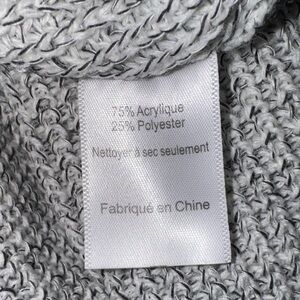 75% Acrylique
25% Polyester
Nettoyer à sec seulement
Fabriqué en Chine